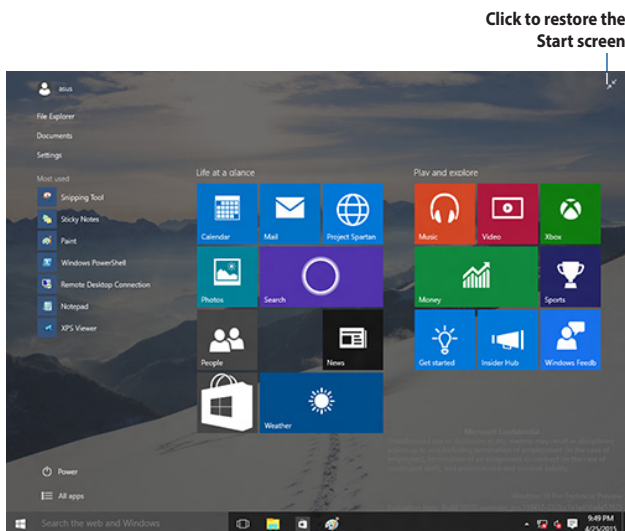 Click to restore the
Start screen
asus
File Explorer
Documents
Settings
Most used
Snipping Tool
Sticky Notes
Paint
Windows PowerShell
Remote Desktop Connection
Notepad
XPS Viewer
Power
All apps
Life at a glance
Calendar
Mail
Project Spartan
Photos
Search
People
News
Weather
Play and explore
Music
Video
Xbox
Money
Sports
Get started
Insider Hub
Windows Feedb
Microsoft Confidential
Search the web and Windows
9:49 PM
4/25/2015